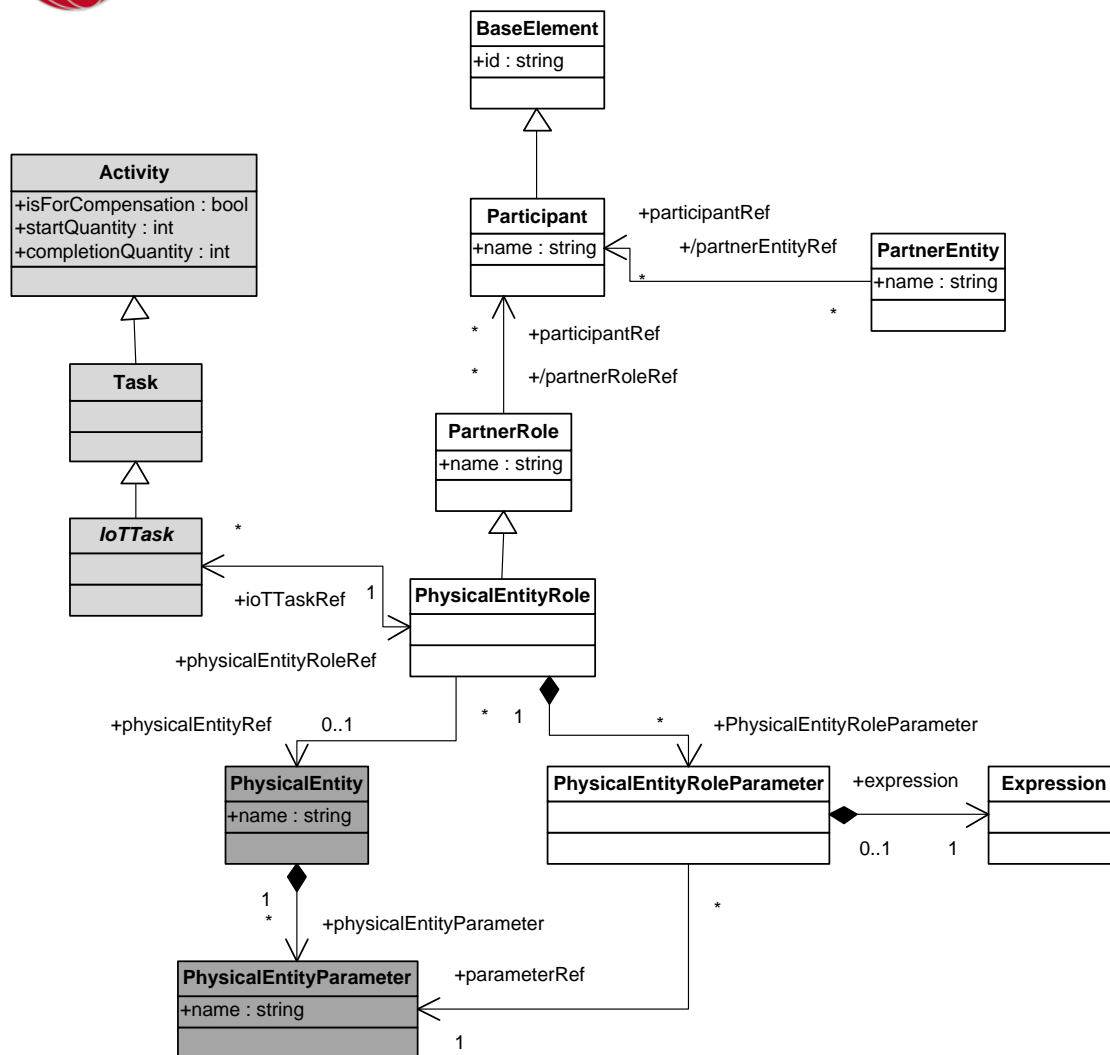 BaseElement
+id : string
Activity
+isForCompensation : bool
+startQuantity : int
+completionQuantity : int
Participant
+name : string
+participantRef
+/partnerEntityRef
*
*
PartnerEntity
+name : string
*
+participantRef
*
+/partnerRoleRef
Task
PartnerRole
+name : string
IoTTask
*
+ioTTaskRef
1
+physicalEntityRoleRef
PhysicalEntityRole
+physicalEntityRef
0..1
*
1
*
+PhysicalEntityRoleParameter
PhysicalEntity
+name : string
PhysicalEntityRoleParameter
+expression
0..1
1
Expression
1
*
+physicalEntityParameter
*
PhysicalEntityParameter
+name : string
+parameterRef
1